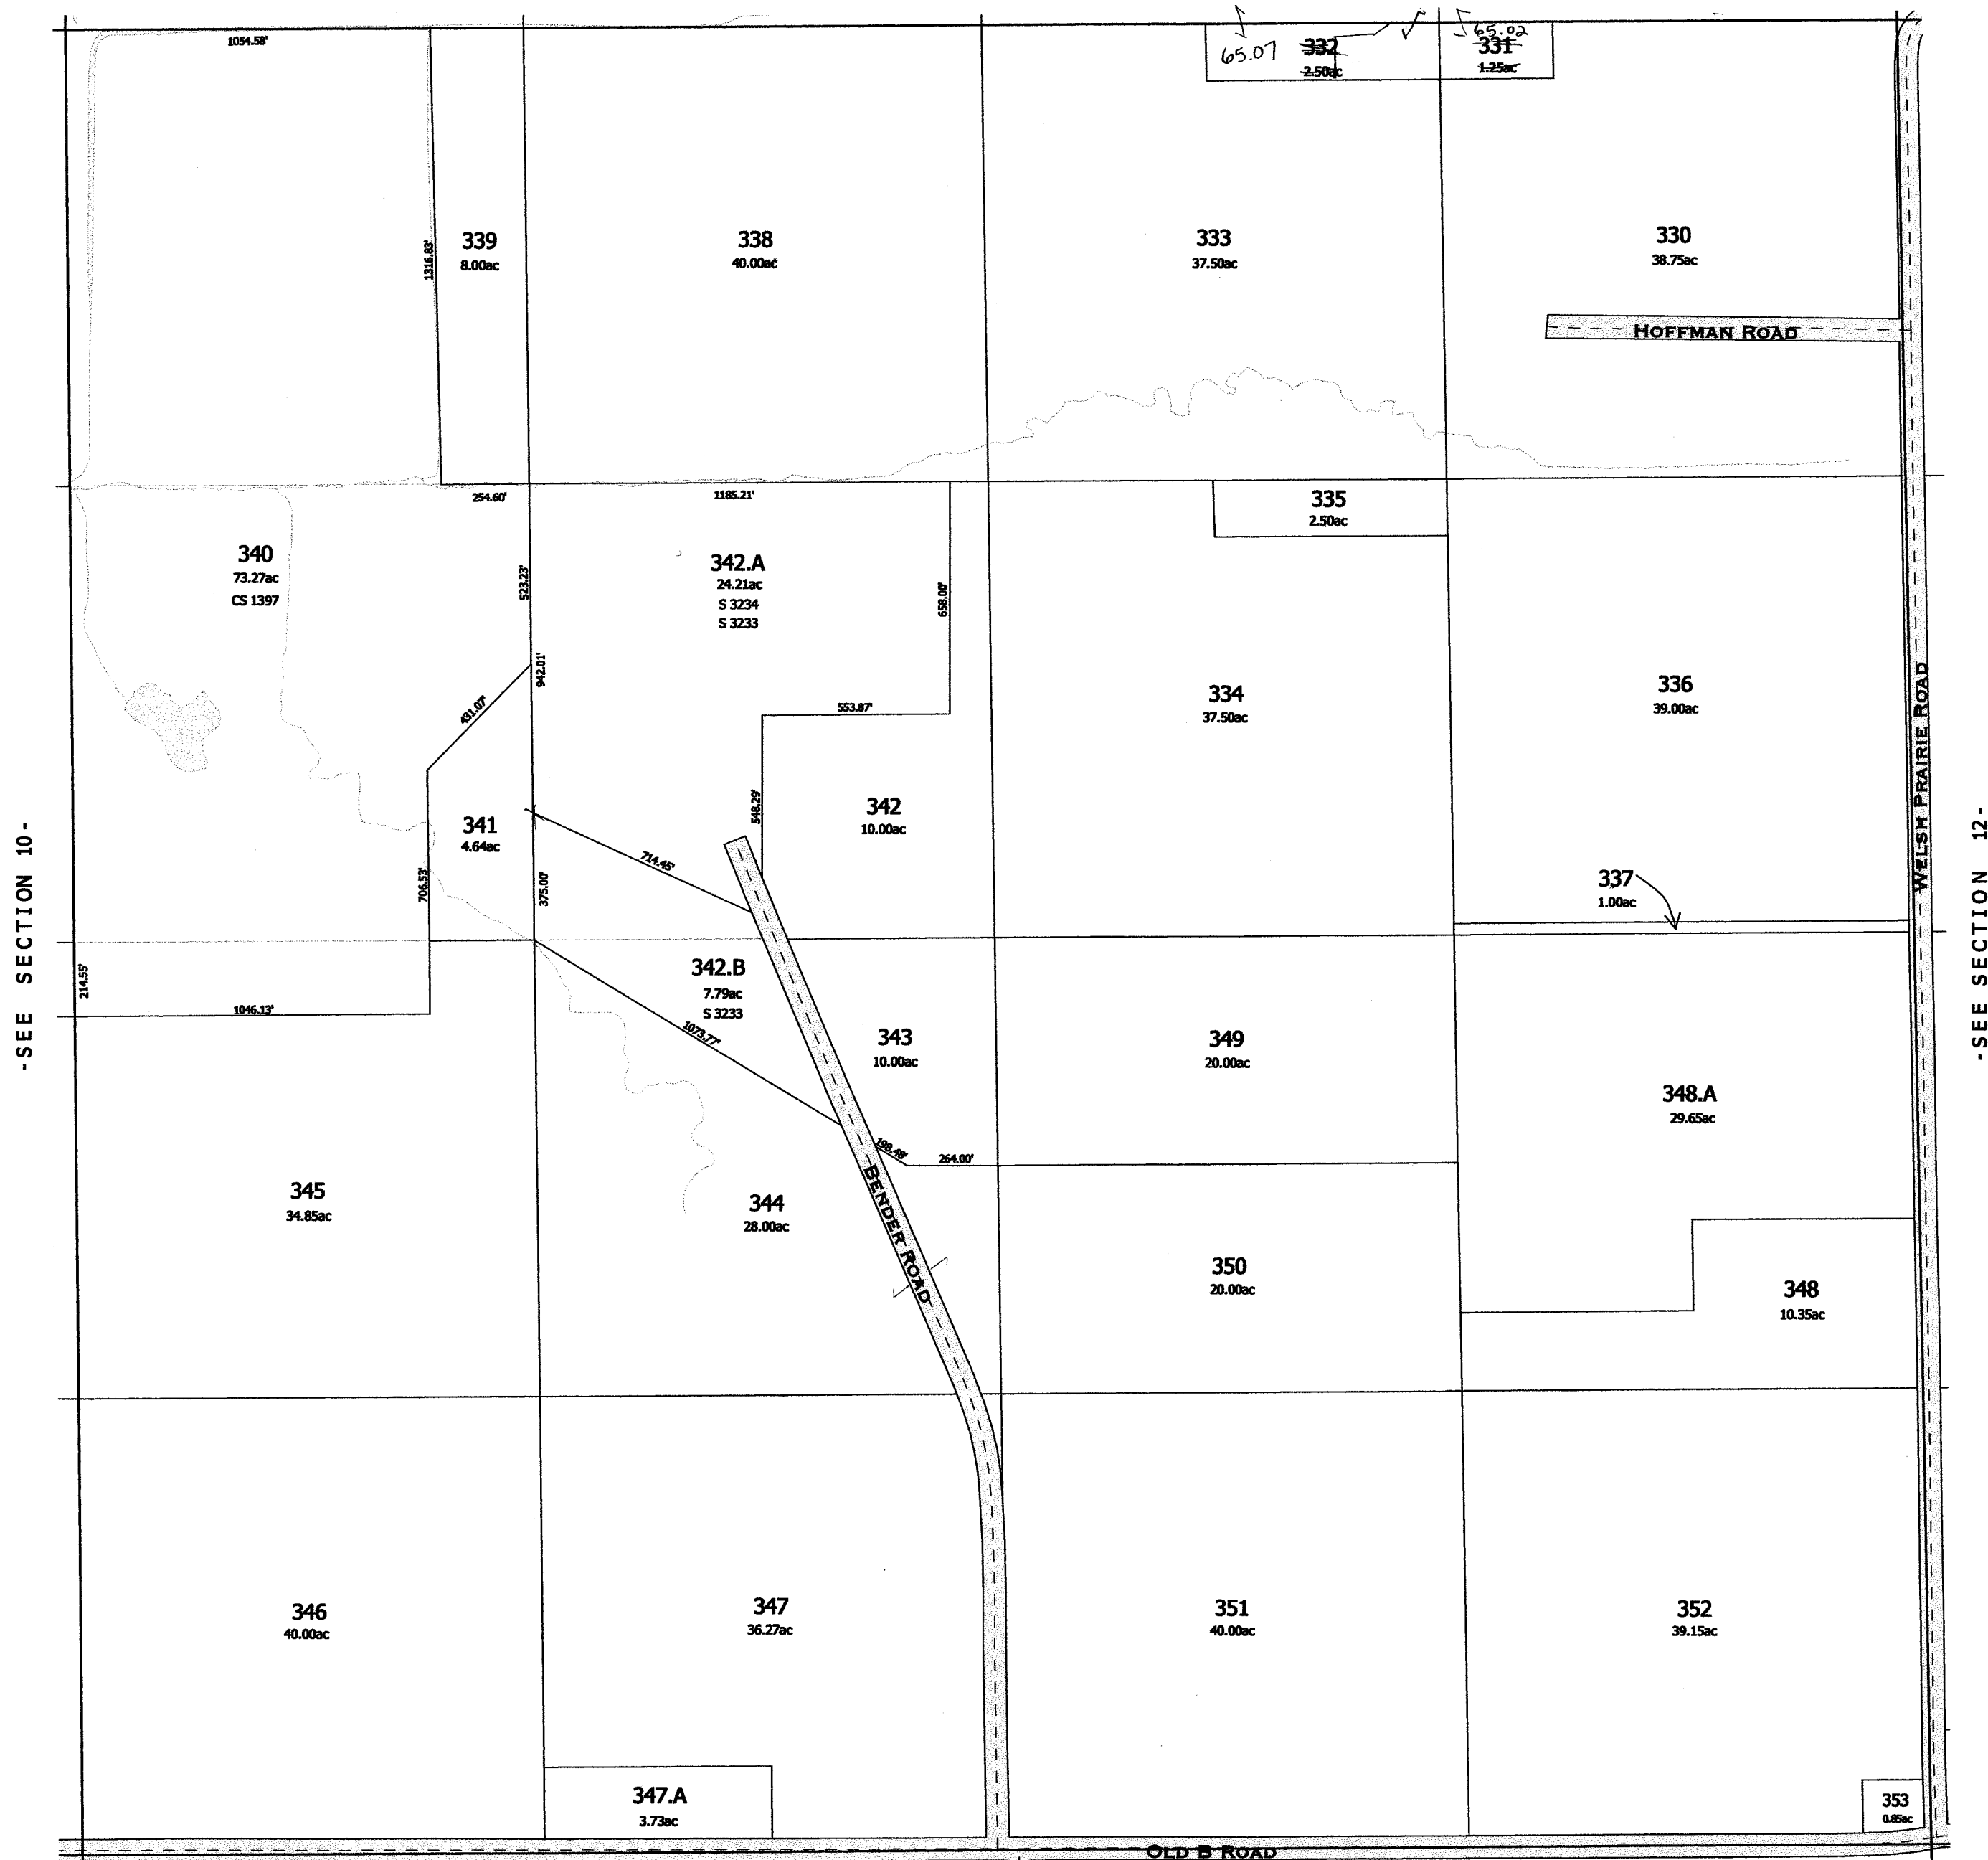 1054.58'
65.07
332
2.50ac
65.02
331
1.25ac
1316.83'
339
8.00ac
338
40.00ac
333
37.50ac
330
38.75ac
HOFFMAN ROAD
254.60'
1185.21'
335
2.50ac
340
73.27ac
CS 1397
523.23'
342.A
24.21ac
S 3234
S 3233
658.00'
942.01'
431.07'
553.87'
334
37.50ac
336
39.00ac
WELSH PRAIRIE ROAD
548.29'
342
10.00ac
341
4.64ac
714.45'
706.53'
375.00'
337
1.00ac
-SEE SECTION 10-
-SEE SECTION 12-
214.55'
1046.13'
342.B
7.79ac
S 3233
1073.77'
343
10.00ac
349
20.00ac
348.A
29.65ac
198.48'
264.00'
345
34.85ac
344
28.00ac
BENDER ROAD
350
20.00ac
348
10.35ac
346
40.00ac
347
36.27ac
351
40.00ac
352
39.15ac
347.A
3.73ac
353
0.85ac
OLD B ROAD